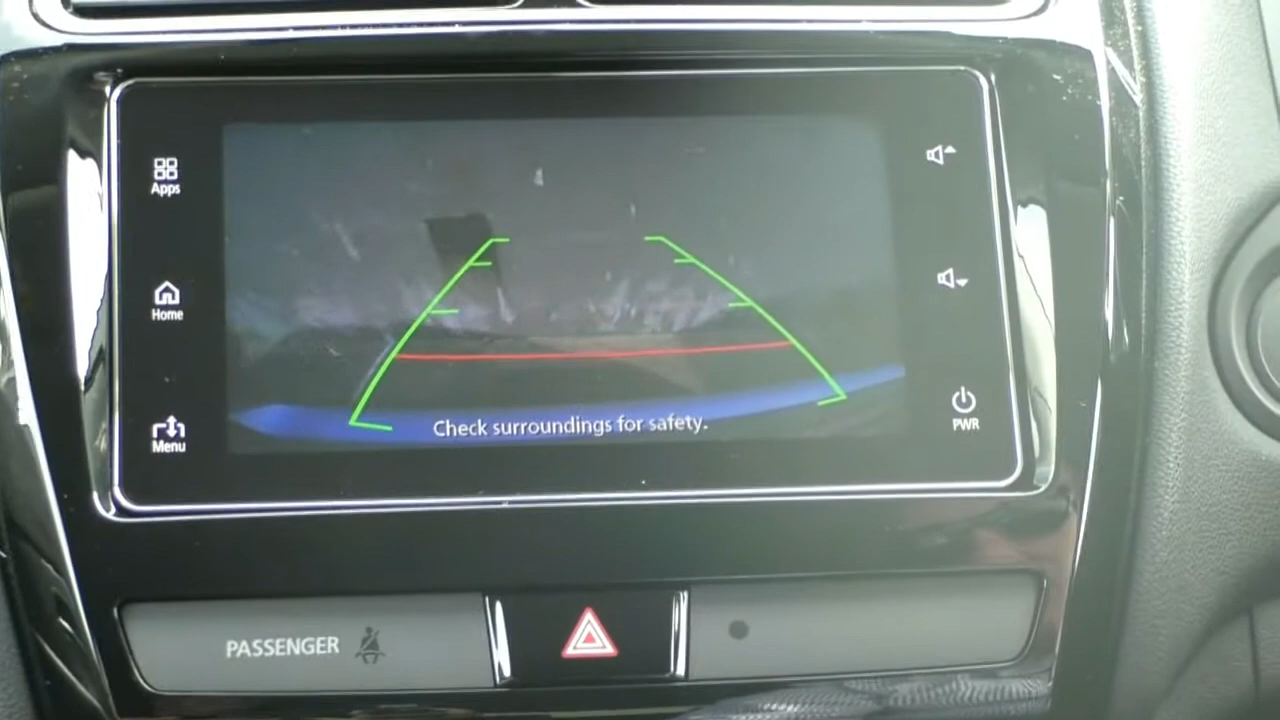 Apps
Home
Menu
Check surroundings for safety.
PWR
PASSENGER